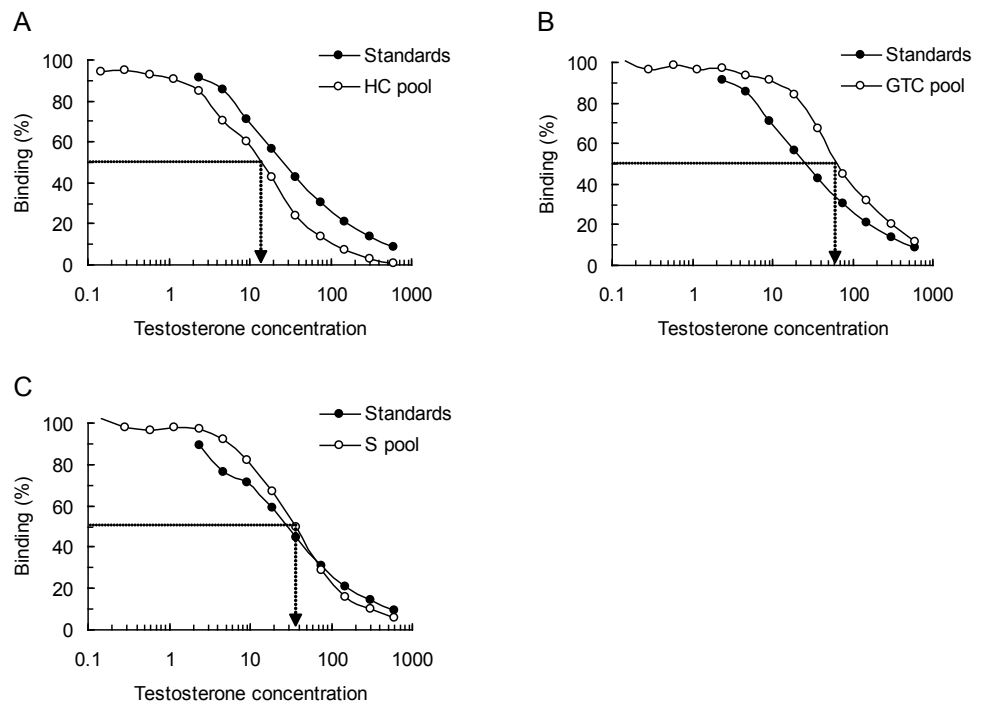 A
Standards
HC pool
Binding (%)
100
80
60
40
20
0
0.1 1 10 100 1000
Testosterone concentration
B
Standards
GTC pool
Binding (%)
100
80
60
40
20
0
0.1 1 10 100 1000
Testosterone concentration
C
Standards
S pool
Binding (%)
100
80
60
40
20
0
0.1 1 10 100 1000
Testosterone concentration